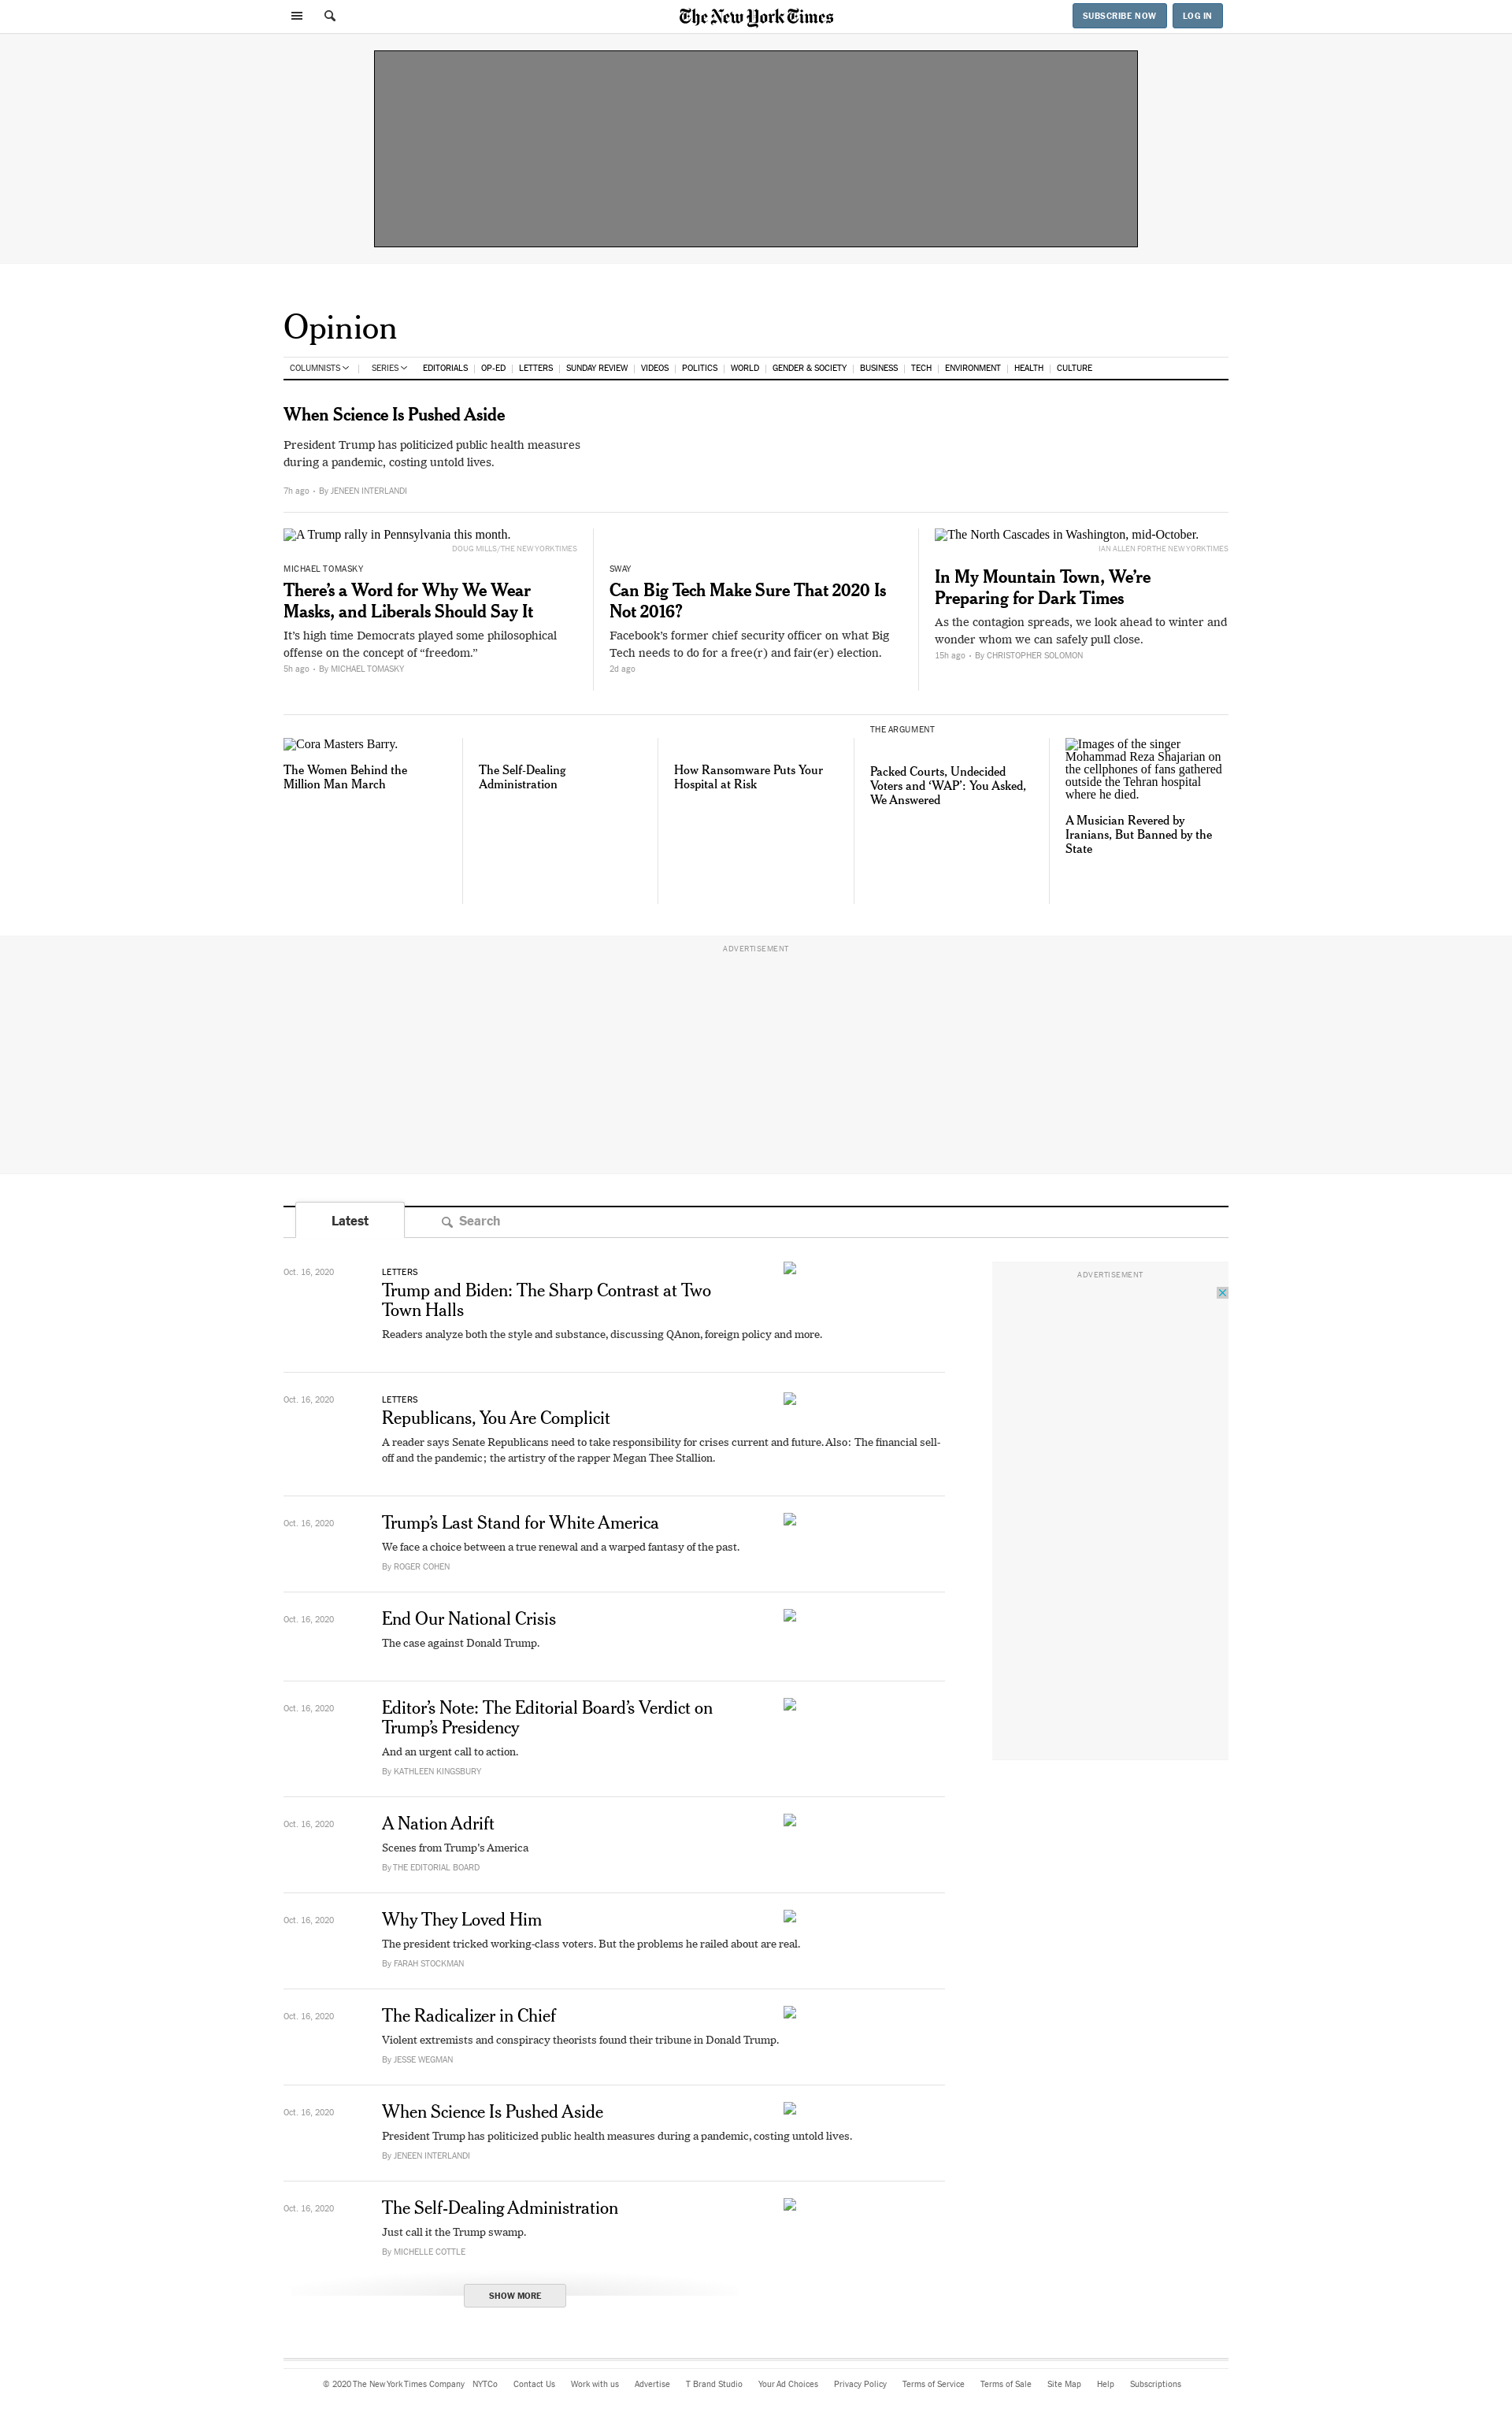 The New York Times
SUBSCRIBE NOW
LOG IN
Opinion
COLUMNISTS
SERIES
EDITORIALS
OP-ED
LETTERS
SUNDAY REVIEW
VIDEOS
POLITICS
WORLD
GENDER & SOCIETY
BUSINESS
TECH
ENVIRONMENT
HEALTH
CULTURE
When Science Is Pushed Aside
President Trump has politicized public health measures
during a pandemic, costing untold lives.
7h ago • By JENEEN INTERLANDI
A Trump rally in Pennsylvania this month.
DOUG MILLS/THE NEW YORK TIMES
MICHAEL TOMASKY
There’s a Word for Why We Wear
Masks, and Liberals Should Say It
It’s high time Democrats played some philosophical
offense on the concept of “freedom.”
5h ago • By MICHAEL TOMASKY
SWAY
Can Big Tech Make Sure That 2020 Is
Not 2016?
Facebook’s former chief security officer on what Big
Tech needs to do for a free(r) and fair(er) election.
2d ago
The North Cascades in Washington, mid-October.
IAN ALLEN FOR THE NEW YORK TIMES
In My Mountain Town, We’re
Preparing for Dark Times
As the contagion spreads, we look ahead to winter and
wonder whom we can safely pull close.
15h ago • By CHRISTOPHER SOLOMON
Cora Masters Barry.
The Women Behind the
Million Man March
The Self-Dealing
Administration
How Ransomware Puts Your
Hospital at Risk
THE ARGUMENT
Packed Courts, Undecided
Voters and ‘WAP’: You Asked,
We Answered
Images of the singer
Mohammad Reza Shajarian on
the cellphones of fans gathered
outside the Tehran hospital
where he died.
A Musician Revered by
Iranians, But Banned by the
State
ADVERTISEMENT
Latest
Search
Oct. 16, 2020
LETTERS
Trump and Biden: The Sharp Contrast at Two
Town Halls
Readers analyze both the style and substance, discussing QAnon, foreign policy and more.
ADVERTISEMENT
Oct. 16, 2020
LETTERS
Republicans, You Are Complicit
A reader says Senate Republicans need to take responsibility for crises current and future. Also: The financial sell-
off and the pandemic; the artistry of the rapper Megan Thee Stallion.
Oct. 16, 2020
Trump’s Last Stand for White America
We face a choice between a true renewal and a warped fantasy of the past.
By ROGER COHEN
Oct. 16, 2020
End Our National Crisis
The case against Donald Trump.
Oct. 16, 2020
Editor’s Note: The Editorial Board’s Verdict on
Trump’s Presidency
And an urgent call to action.
By KATHLEEN KINGSBURY
Oct. 16, 2020
A Nation Adrift
Scenes from Trump’s America
By THE EDITORIAL BOARD
Oct. 16, 2020
Why They Loved Him
The president tricked working-class voters. But the problems he railed about are real.
By FARAH STOCKMAN
Oct. 16, 2020
The Radicalizer in Chief
Violent extremists and conspiracy theorists found their tribune in Donald Trump.
By JESSE WEGMAN
Oct. 16, 2020
When Science Is Pushed Aside
President Trump has politicized public health measures during a pandemic, costing untold lives.
By JENEEN INTERLANDI
Oct. 16, 2020
The Self-Dealing Administration
Just call it the Trump swamp.
By MICHELLE COTTLE
SHOW MORE
© 2020 The New York Times Company
NYTCo
Contact Us
Work with us
Advertise
T Brand Studio
Your Ad Choices
Privacy Policy
Terms of Service
Terms of Sale
Site Map
Help
Subscriptions